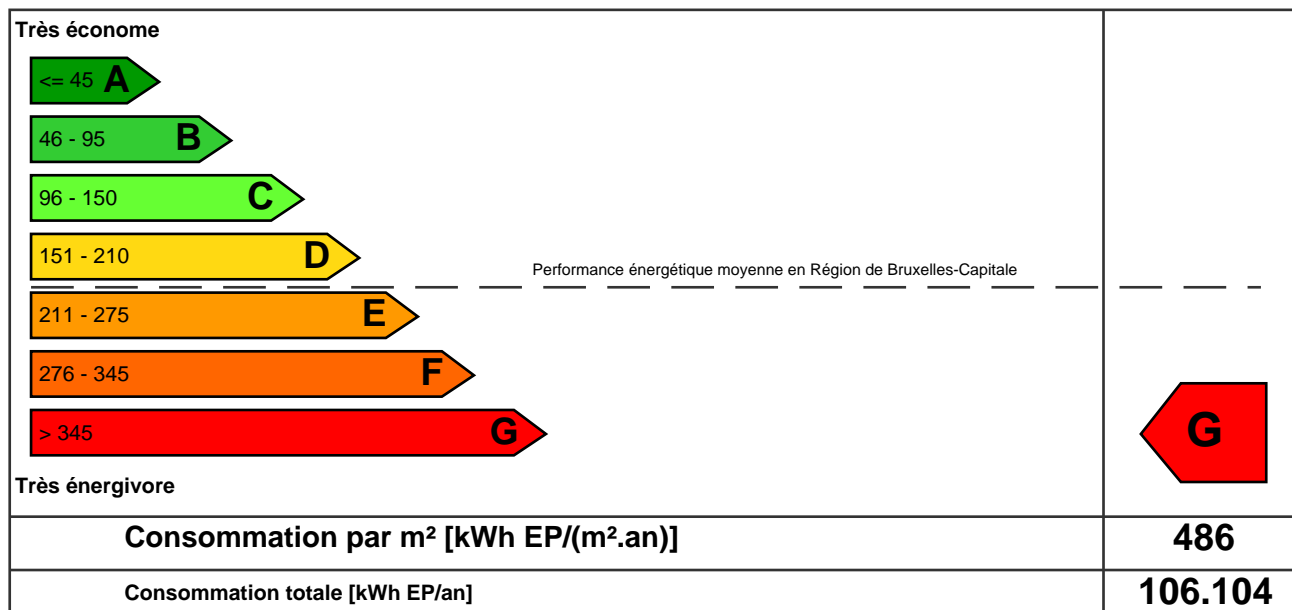 Très économe
<= 45 A
46 - 95 B
96 - 150 C
151 - 210 D
Performance énergétique moyenne en Région de Bruxelles-Capitale
211 - 275 E
276 - 345 F
> 345 G
G
Très énergivore
Consommation par m² [kWh EP/(m².an)] 486
Consommation totale [kWh EP/an] 106.104